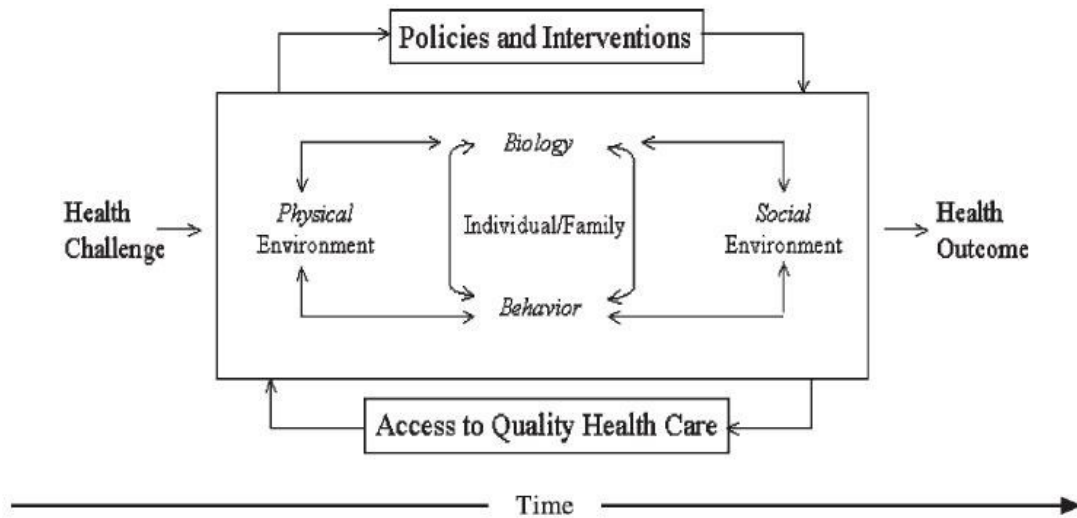 Policies and Interventions
Biology
Health
Challenge
Physical
Environment
Individual/Family
Social
Environment
Health
Outcome
Behavior
Access to Quality Health Care
Time